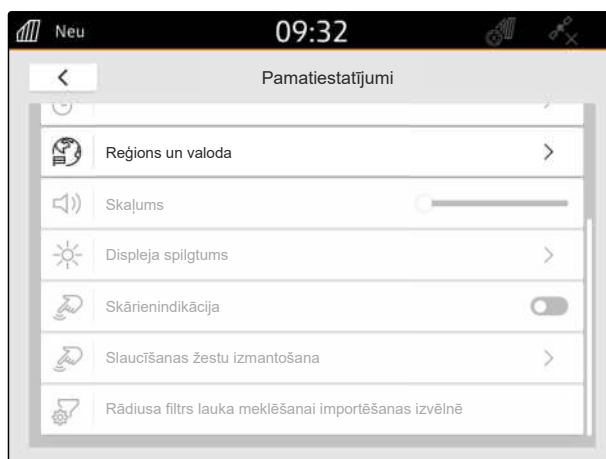 Neu
09:32
Pamatiestatījumi
Reģions un valoda
Skaļums
Displeja spilgtums
Skārienindikācija
Slaucīšanas žestu izmantošana
Rādiusa filtrs lauka meklēšanai importēšanas izvēlnē